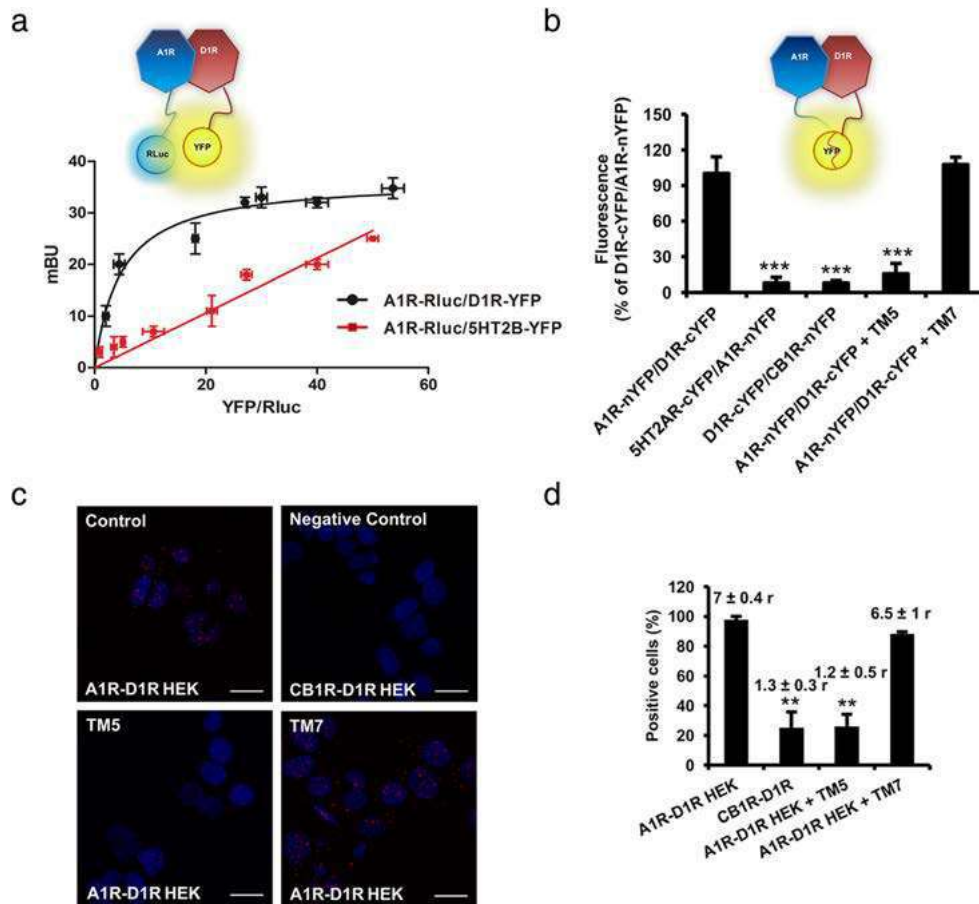 a
A1R
D1R
RLuc
YFP
40
30
20
10
0
mBU
0
20
40
60
YFP/Rluc
A1R-Rluc/D1R-YFP
A1R-Rluc/5HT2B-YFP
b
A1R
D1R
YFP
Fluorescence
(% of D1R-cYFP/A1R-nYFP)
150
120
90
60
30
0
***
***
***
A1R-nYFP/D1R-cYFP
5HT2AR-cYFP/A1R-nYFP
D1R-cYFP/CB1R-nYFP
A1R-nYFP/D1R-cYFP + TM5
A1R-nYFP/D1R-cYFP + TM7
c
Control
A1R-D1R HEK
Negative Control
CB1R-D1R HEK
TM5
A1R-D1R HEK
TM7
A1R-D1R HEK
d
Positive cells (%)
120
100
80
60
40
20
0
7 ± 0.4 r
1.3 ± 0.3 r
**
1.2 ± 0.5 r
**
6.5 ± 1 r
A1R-D1R HEK
CB1R-D1R
A1R-D1R HEK + TM5
A1R-D1R HEK + TM7